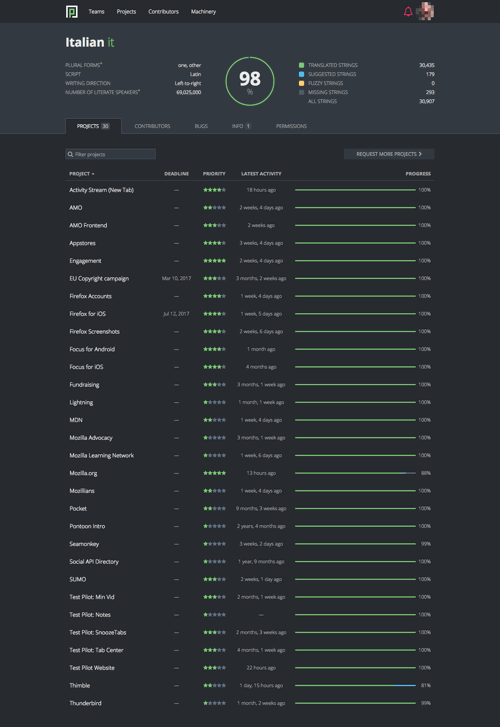 Teams Projects Contributors Machinery
Italian it
PLURAL FORMS* one, other
SCRIPT Latin
WRITING DIRECTION Left-to-right
NUMBER OF LITERATE SPEAKERS* 69,025,000
98
%
TRANSLATED STRINGS 30,435
SUGGESTED STRINGS 179
FUZZY STRINGS 0
MISSING STRINGS 293
ALL STRINGS 30,907
PROJECTS 30 CONTRIBUTORS BUGS INFO 1 PERMISSIONS
Filter projects REQUEST MORE PROJECTS
PROJECT DEADLINE PRIORITY LATEST ACTIVITY PROGRESS
Activity Stream (New Tab) — 18 hours ago 100%
AMO — 2 weeks, 4 days ago 100%
AMO Frontend — 2 weeks ago 100%
Appstores — 3 weeks, 4 days ago 100%
Engagement — 2 weeks, 4 days ago 100%
EU Copyright campaign Mar 10, 2017 3 months, 2 weeks ago 100%
Firefox Accounts — 1 week, 4 days ago 100%
Firefox for iOS Jul 12, 2017 1 week, 5 days ago 100%
Firefox Screenshots — 2 weeks, 6 days ago 100%
Focus for Android — 1 month ago 100%
Focus for iOS — 4 months ago 100%
Fundraising — 3 months, 1 week ago 100%
Lightning — 1 month, 1 week ago 100%
MDN — 1 week, 4 days ago 100%
Mozilla Advocacy — 3 months, 1 week ago 100%
Mozilla Learning Network — 1 week, 6 days ago 100%
Mozilla.org — 13 hours ago 88%
Mozillians — 1 week, 4 days ago 100%
Pocket — 9 months, 3 weeks ago 100%
Pontoon Intro — 2 years, 4 months ago 100%
Seamonkey — 3 weeks, 2 days ago 99%
Social API Directory — 1 year, 9 months ago 100%
SUMO — 2 weeks, 1 day ago 100%
Test Pilot: Min Vid — 2 months, 1 week ago 100%
Test Pilot: Notes — — 100%
Test Pilot: SnoozeTabs — 2 months, 3 weeks ago 100%
Test Pilot: Tab Center — 4 months, 1 week ago 100%
Test Pilot Website — 22 hours ago 100%
Thimble — 1 day, 15 hours ago 81%
Thunderbird — 1 month, 2 weeks ago 99%